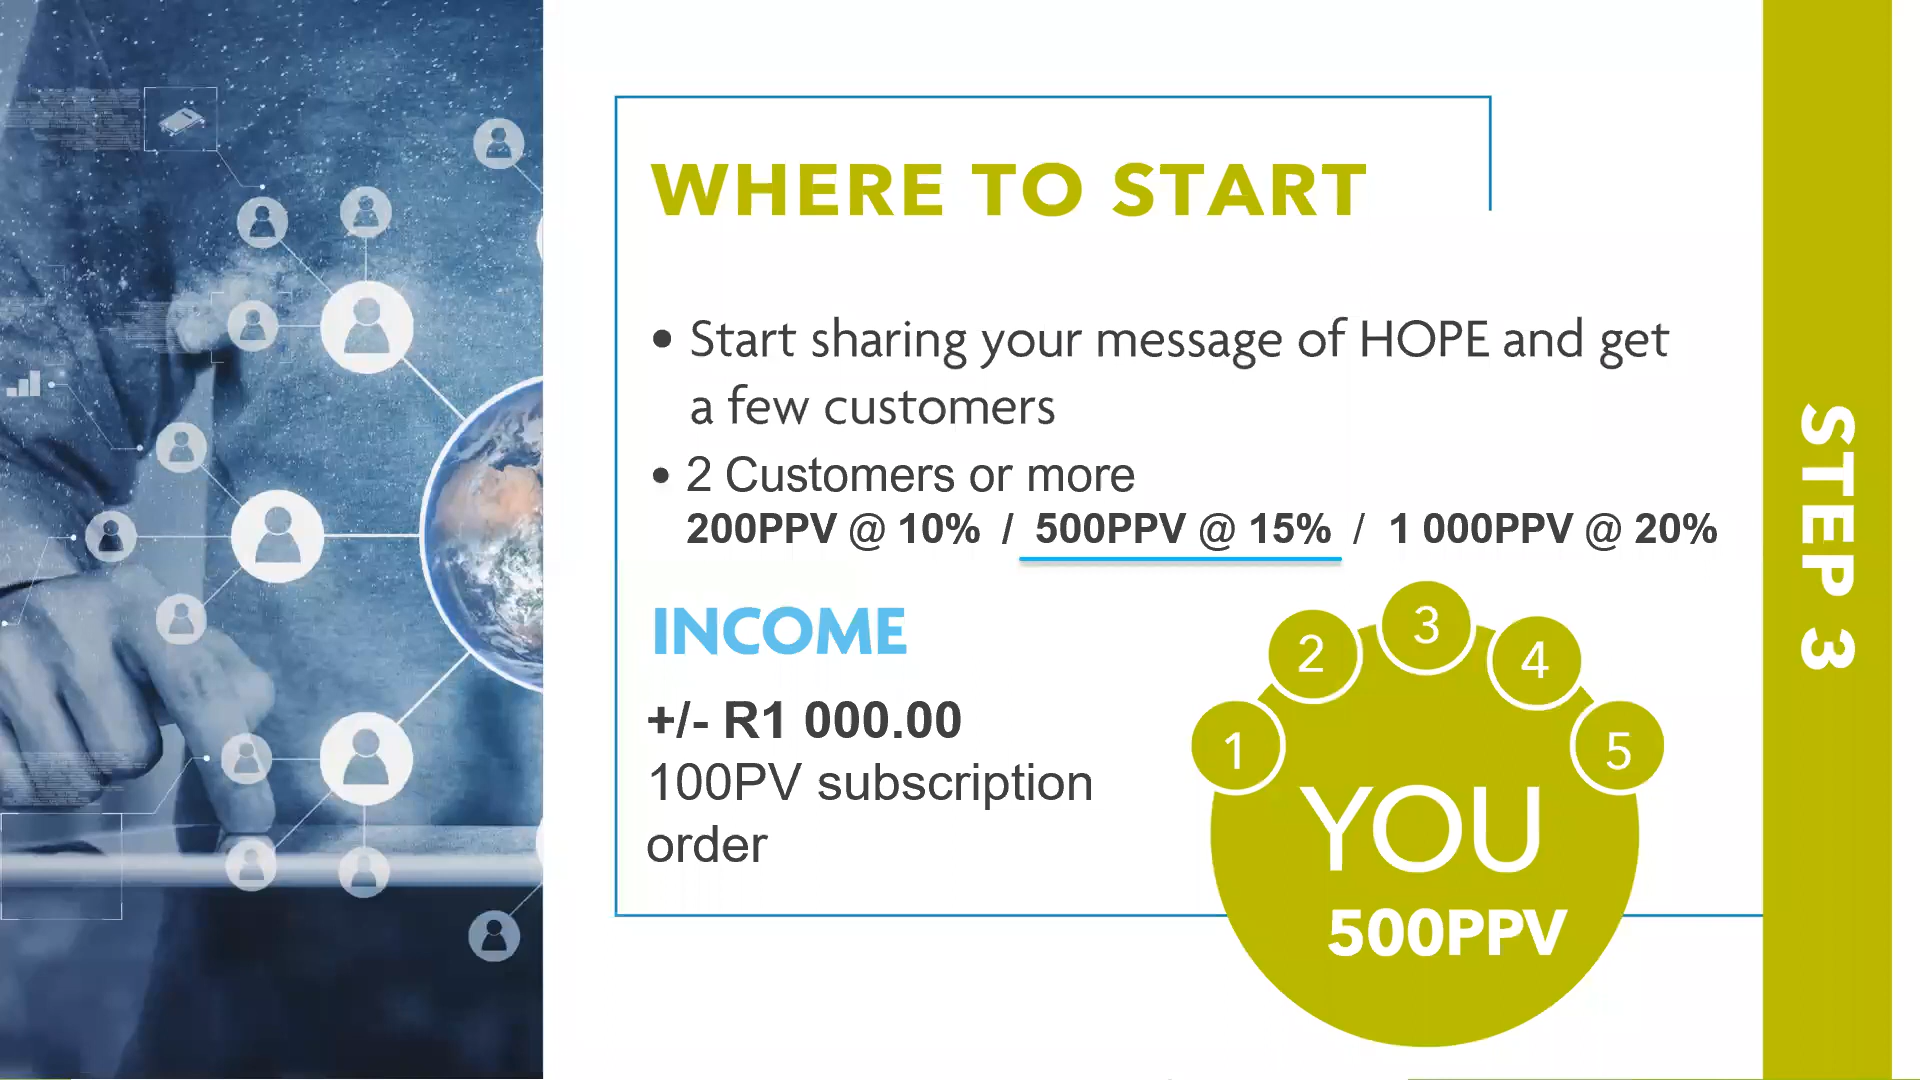 WHERE TO START
• Start sharing your message of HOPE and get
a few customers
• 2 Customers or more
200PPV @ 10% / 500PPV @ 15% / 1 000PPV @ 20%
INCOME
+/- R1 000.00
100PV subscription
order
1
2
3
4
5
YOU
500PPV
STEP 3